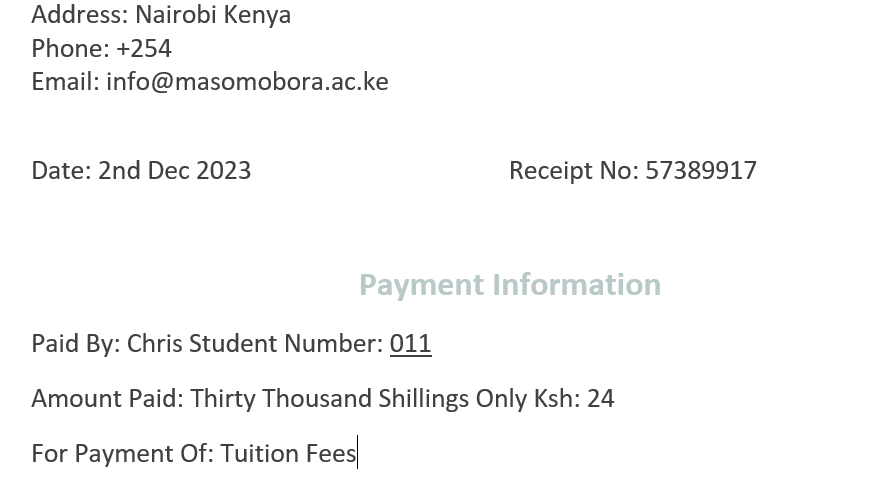 Address: Nairobi Kenya
Phone: +254
Email: info@masomobora.ac.ke
Date: 2nd Dec 2023 Receipt No: 57389917
Payment Information
Paid By: Chris Student Number: 011
Amount Paid: Thirty Thousand Shillings Only Ksh: 24
For Payment Of: Tuition Fees